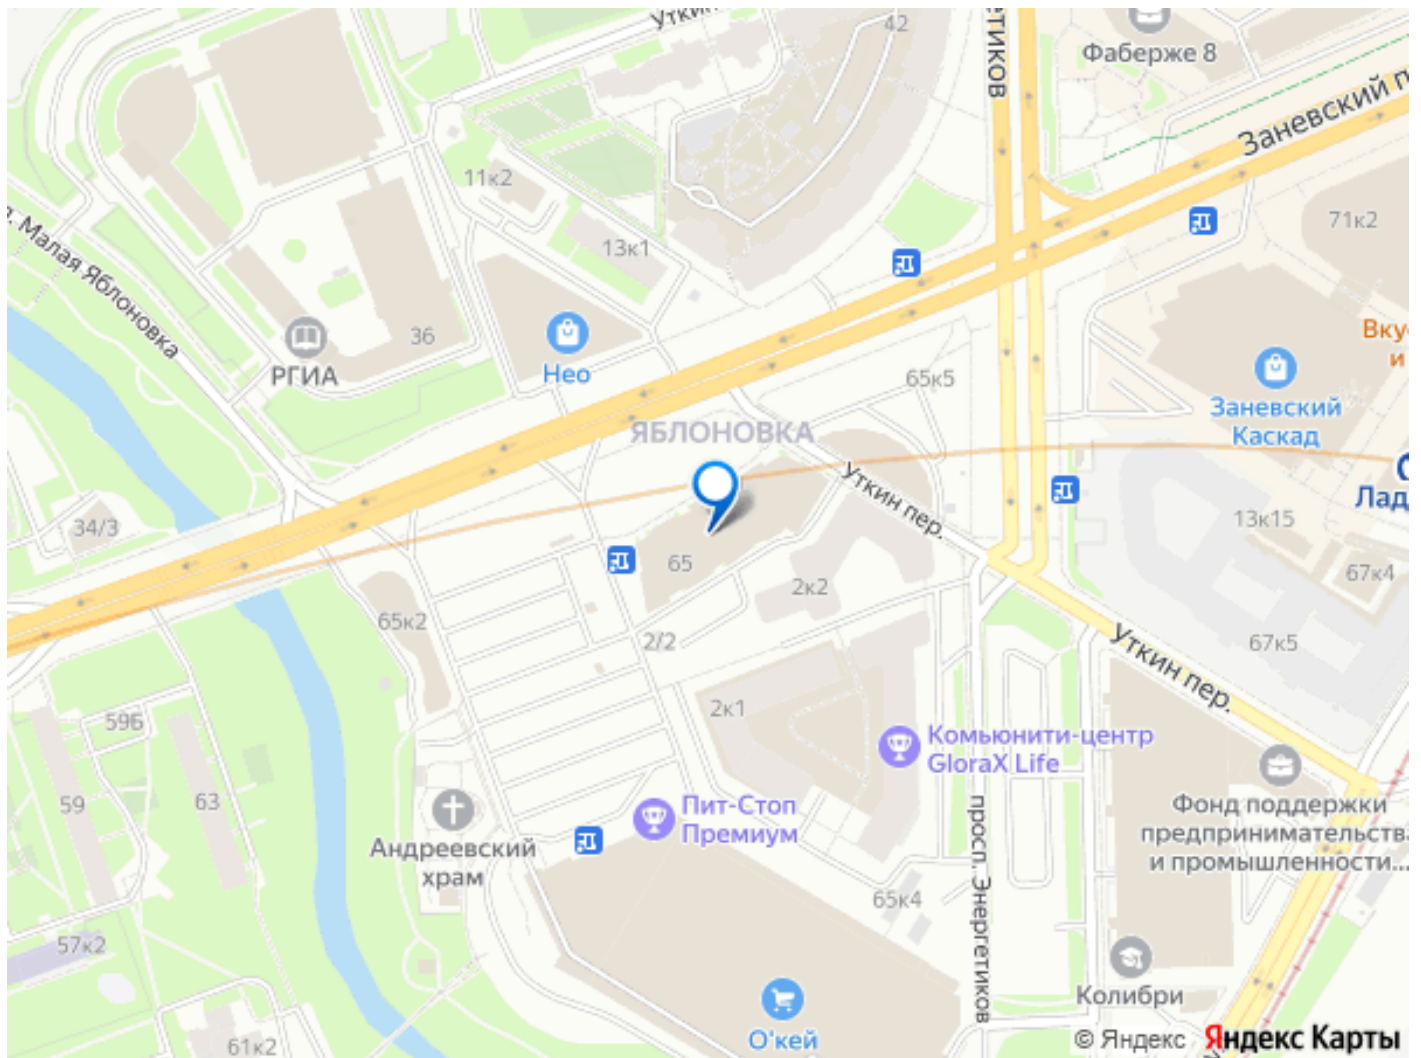 Уткин
42
етиков
Фаберже 8
Заневский п
71к2
11к2
13к1
л. Малая Яблоновка
36
РГИА
Нео
65к5
Вку
и
Заневский
Каскад
ЯБЛОНОВКА
Уткин пер.
Лад
13к15
67к4
34/3
65
2к2
65к2
2/2
67к5
Уткин пер.
59Б
2к1
Комьюнити-центр
GloraX Life
59
63
Пит-Стоп
Премиум
Фонд поддержки
предпринимательства
и промышленности...
Андреевский
храм
просп. Энергетиков
65к4
57к2
Колибри
О'кей
61к2
© Яндекс Яндекс Карты